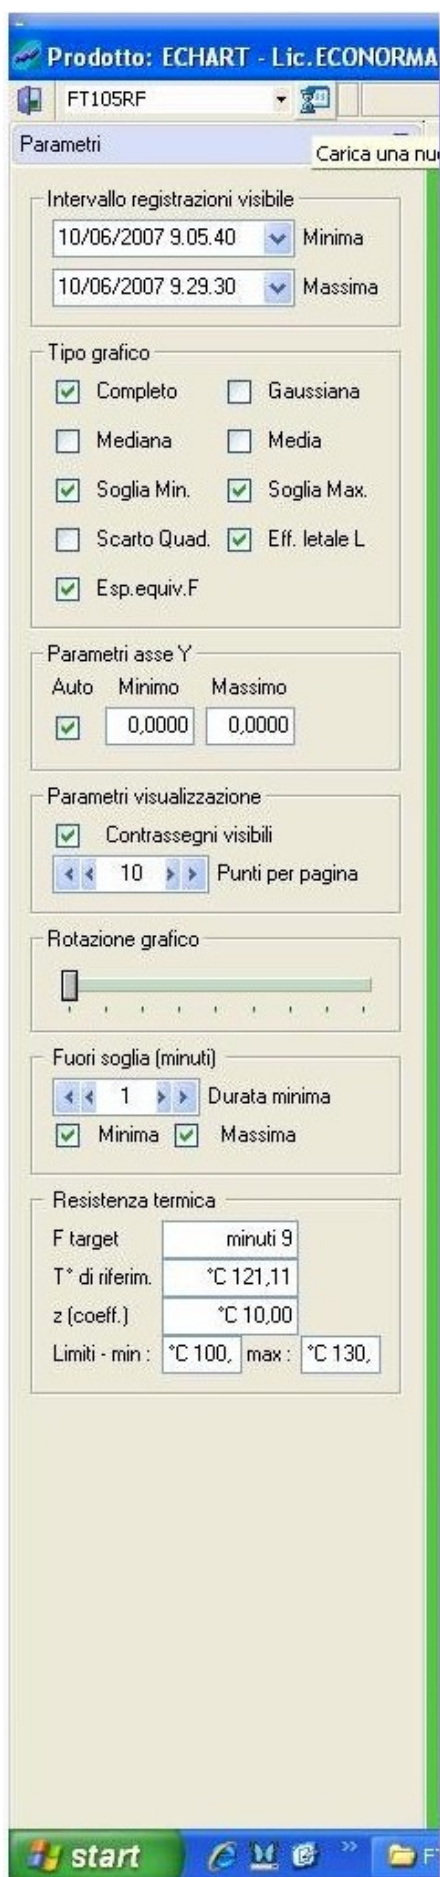 Prodotto: ECHART - Lic.ECONORMA
FT105RF
Parametri
Carica una nu
Intervallo registrazioni visibile
10/06/2007 9.05.40 Minima
10/06/2007 9.29.30 Massima
Tipo grafico
Completo Gaussiana
Mediana Media
Soglia Min. Soglia Max.
Scarto Quad. Eff. letale L
Esp.equiv.F
Parametri asse Y
Auto Minimo Massimo
0,0000 0,0000
Parametri visualizzazione
Contrassegni visibili
10 Punti per pagina
Rotazione grafico
Fuori soglia (minuti)
1 Durata minima
Minima Massima
Resistenza termica
F target minuti 9
T° di riferim. °C 121,11
z (coeff.) °C 10,00
Limiti - min : °C 100, max : °C 130,
start F